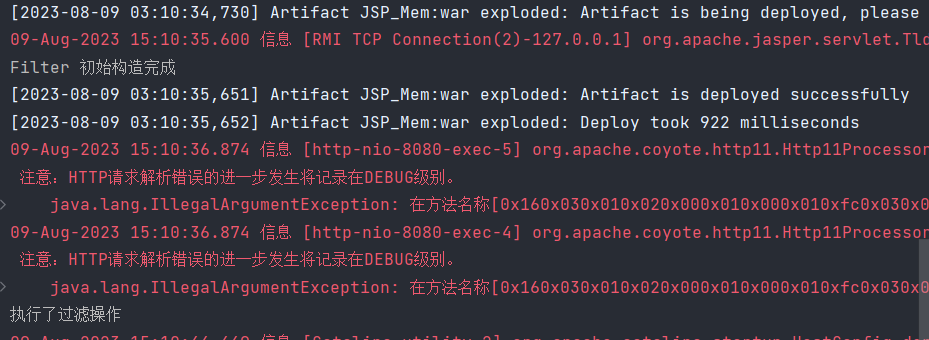 [2023-08-09 03:10:34,730] Artifact JSP_Mem:war exploded: Artifact is being deployed, please
09-Aug-2023 15:10:35.600 信息 [RMI TCP Connection(2)-127.0.0.1] org.apache.jasper.servlet.Tld
Filter 初始构造完成
[2023-08-09 03:10:35,651] Artifact JSP_Mem:war exploded: Artifact is deployed successfully
[2023-08-09 03:10:35,652] Artifact JSP_Mem:war exploded: Deploy took 922 milliseconds
09-Aug-2023 15:10:36.874 信息 [http-nio-8080-exec-5] org.apache.coyote.http11.Http11Processor
注意：HTTP请求解析错误的进一步发生将记录在DEBUG级别。
java.lang.IllegalArgumentException: 在方法名称[0x160x030x010x020x000x010x000x010xfc0x030x0
09-Aug-2023 15:10:36.874 信息 [http-nio-8080-exec-4] org.apache.coyote.http11.Http11Processor
注意：HTTP请求解析错误的进一步发生将记录在DEBUG级别。
java.lang.IllegalArgumentException: 在方法名称[0x160x030x010x020x000x010x000x010xfc0x030x0
执行了过滤操作